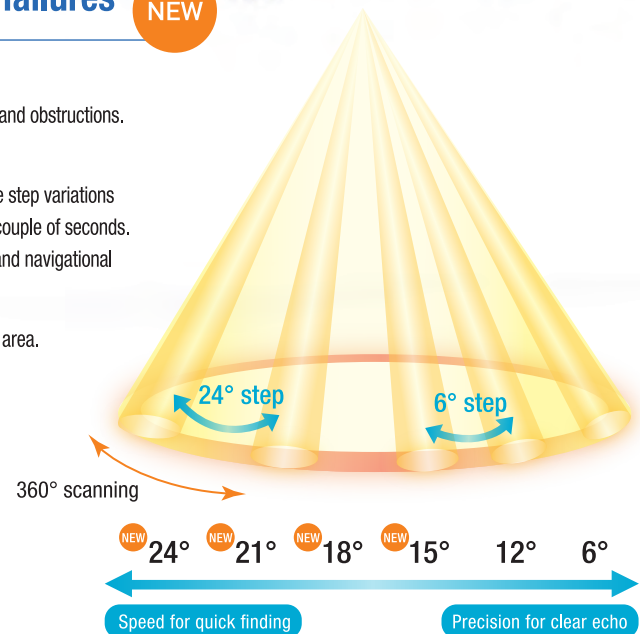 failures
NEW
and obstructions.
step variations
couple of seconds.
and navigational
area.
24° step
6° step
360° scanning
NEW 24° NEW 21° NEW 18° NEW 15° 12° 6°
Speed for quick finding
Precision for clear echo